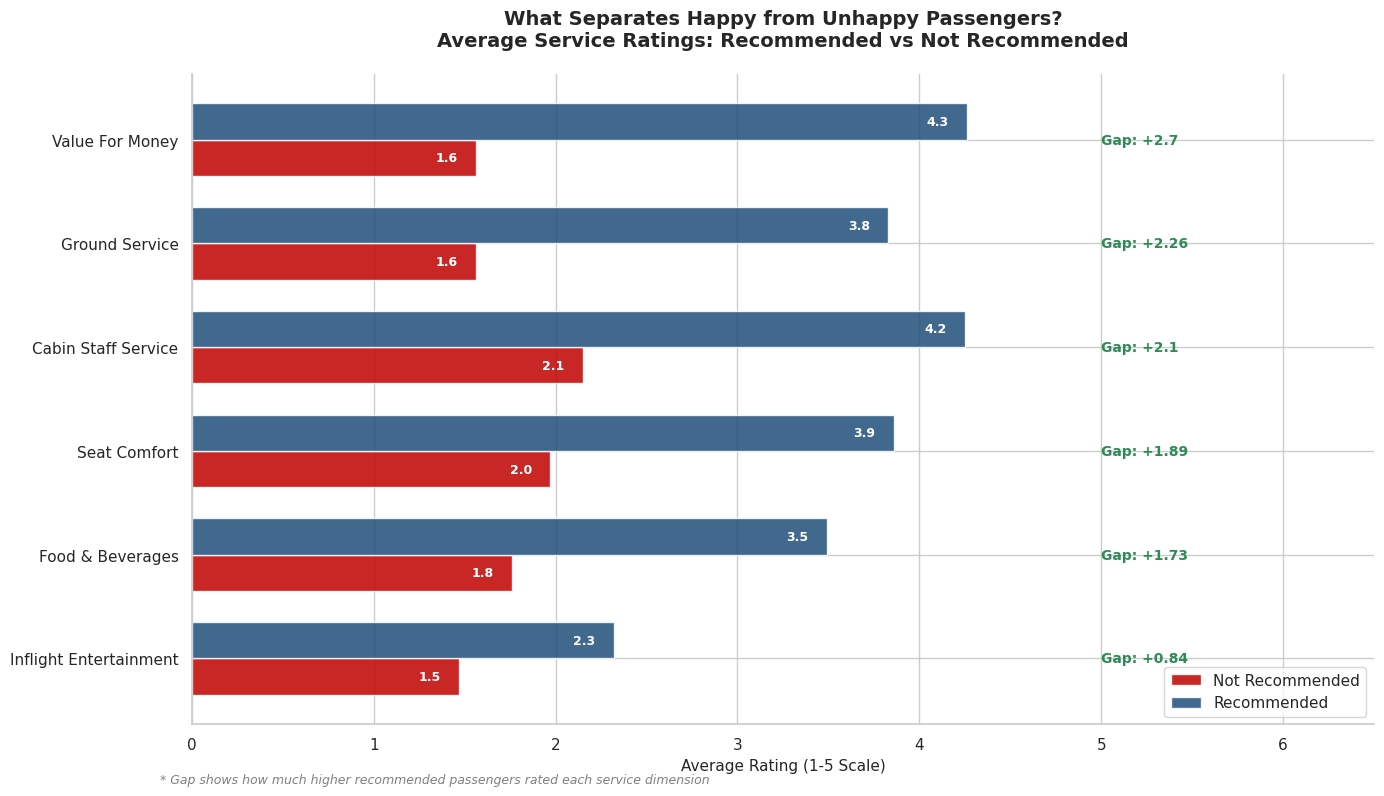 What Separates Happy from Unhappy Passengers?
Average Service Ratings: Recommended vs Not Recommended
Value For Money
4.3
1.6
Gap: +2.7
Ground Service
3.8
1.6
Gap: +2.26
Cabin Staff Service
4.2
2.1
Gap: +2.1
Seat Comfort
3.9
2.0
Gap: +1.89
Food & Beverages
3.5
1.8
Gap: +1.73
Inflight Entertainment
2.3
1.5
Gap: +0.84
Not Recommended
Recommended
0 1 2 3 4 5 6
Average Rating (1-5 Scale)
* Gap shows how much higher recommended passengers rated each service dimension